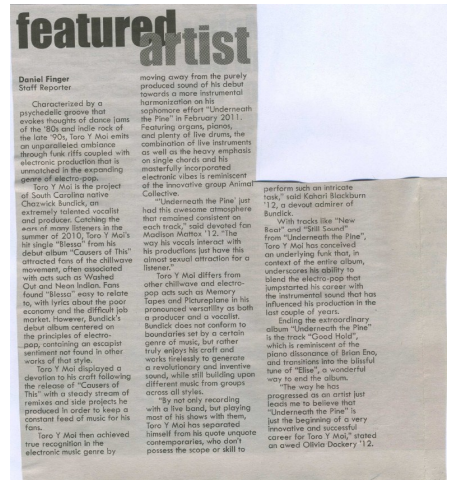 featured
artist
Daniel Finger
Staff Reporter
Characterized by a
psychedelic groove that
evokes thoughts of dance jams
of the '80s and indie rock of
the late '90s, Toro Y Moi emits
an unparalleled ambiance
through funk riffs coupled with
electronic production that is
unmatched in the expanding
genre of electro-pop.
Toro Y Moi is the project
of South Carolina native
Chazwick Bundick, an
extremely talented vocalist
and producer. Catching the
ears of many listeners in the
summer of 2010, Toro Y Moi's
hit single "Blessa" from his
debut album "Causers of This"
attracted fans of the chillwave
movement, often associated
with acts such as Washed
Out and Neon Indian. Fans
found "Blessa" easy to relate
to, with lyrics about the poor
economy and the difficult job
market. However, Bundick's
debut album centered on
the principles of electro-
pop, containing an escapist
sentiment not found in other
works of that style.
Toro Y Moi displayed a
devotion to his craft following
the release of "Causers of
This" with a steady stream of
remixes and side projects he
produced in order to keep a
constant feed of music for his
fans.
Toro Y Moi then achieved
true recognition in the
electronic music genre by
moving away from the purely
produced sound of his debut
towards a more instrumental
harmonization on his
sophomore effort "Underneath
the Pine" in February 2011.
Featuring organs, pianos,
and plenty of live drums, the
combination of live instruments
as well as the heavy emphasis
on single chords and his
masterfully incorporated
electronic vibes is reminiscent
of the innovative group Animal
Collective.
"'Underneath the Pine' just
had this awesome atmosphere
that remained consistent on
each track," said devoted fan
Madison Mattox '12. "The
way his vocals interact with
his productions just have this
almost sexual attraction for a
listener."
Toro Y Moi differs from
other chillwave and electro-
pop acts such as Memory
Tapes and Pictureplane in his
pronounced versatility as both
a producer and a vocalist.
Bundick does not conform to
boundaries set by a certain
genre of music, but rather
truly enjoys his craft and
works tirelessly to generate
a revolutionary and inventive
sound, while still building upon
different music from groups
across all styles.
"By not only recording
with a live band, but playing
most of his shows with them,
Toro Y Moi has separated
himself from his quote unquote
contemporaries, who don't
possess the scope or skill to
perform such an intricate
task," said Kahari Blackburn
'12, a devout admirer of
Bundick.
With tracks like "New
Beat" and "Still Sound"
from "Underneath the Pine",
Toro Y Moi has conceived
an underlying funk that, in
context of the entire album,
underscores his ability to
blend the electro-pop that
jumpstarted his career with
the instrumental sound that has
influenced his production in the
last couple of years.
Ending the extraordinary
album "Underneath the Pine"
is the track "Good Hold",
which is reminiscent of the
piano dissonance of Brian Eno,
and transitions into the blissful
tune of "Elise", a wonderful
way to end the album.
"The way he has
progressed as an artist just
leads me to believe that
"Underneath the Pine" is
just the beginning of a very
innovative and successful
career for Toro Y Moi," stated
an awed Olivia Dockery '12.